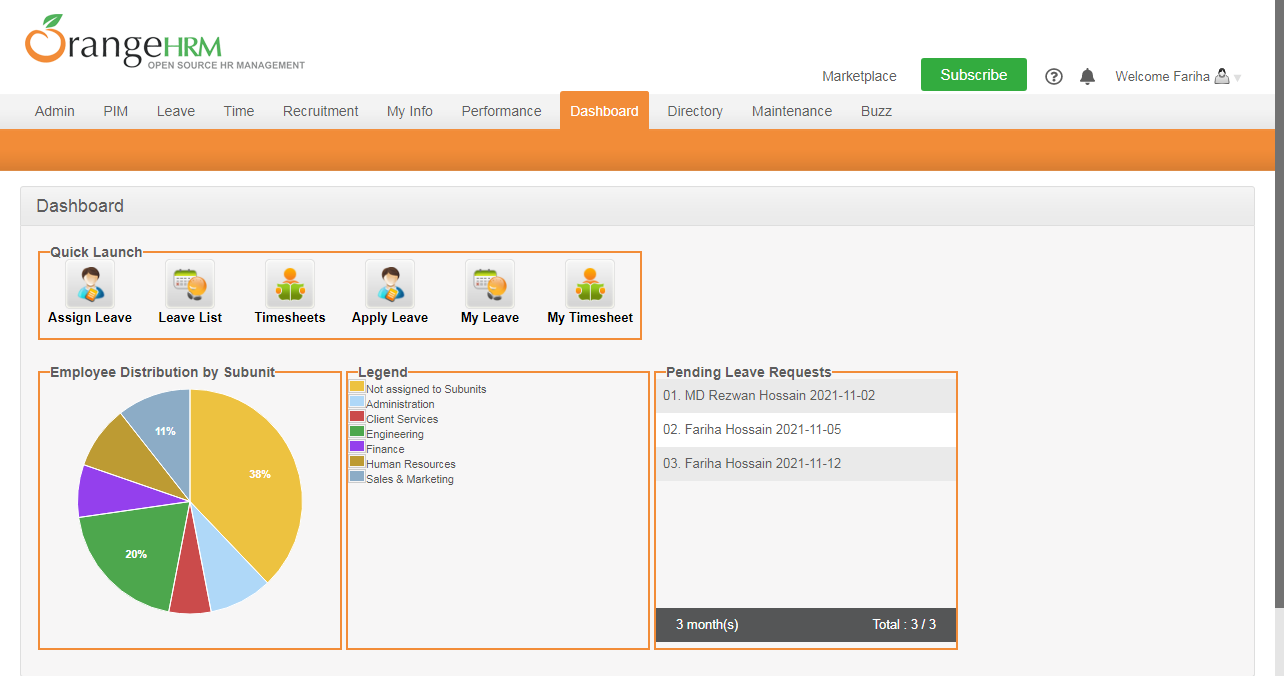 OrangeHRM
OPEN SOURCE HR MANAGEMENT
Marketplace Subscribe ? Welcome Fariha
Admin PIM Leave Time Recruitment My Info Performance Dashboard Directory Maintenance Buzz
Dashboard
Quick Launch
Assign Leave Leave List Timesheets Apply Leave My Leave My Timesheet
Employee Distribution by Subunit
11%
38%
20%
Legend
Not assigned to Subunits
Administration
Client Services
Engineering
Finance
Human Resources
Sales & Marketing
Pending Leave Requests
01. MD Rezwan Hossain 2021-11-02
02. Fariha Hossain 2021-11-05
03. Fariha Hossain 2021-11-12
3 month(s) Total : 3 / 3